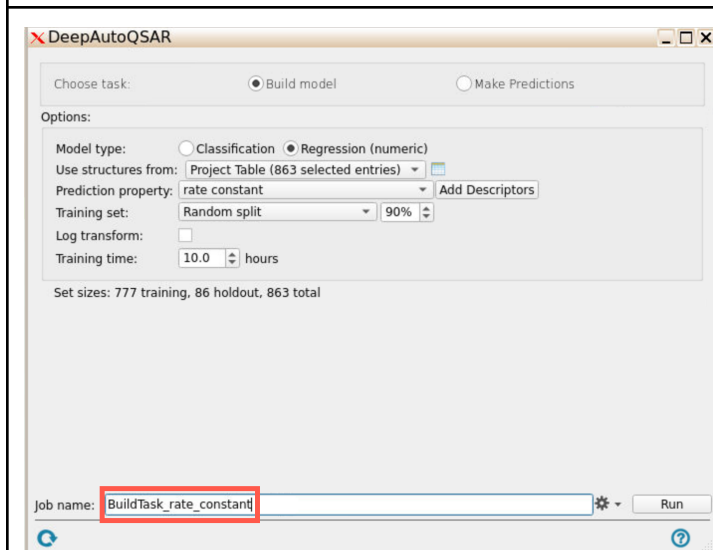 DeepAutoQSAR
Choose task: Build model Make Predictions
Options:
Model type: Classification Regression (numeric)
Use structures from: Project Table (863 selected entries)
Prediction property: rate constant Add Descriptors
Training set: Random split 90%
Log transform:
Training time: 10.0 hours
Set sizes: 777 training, 86 holdout, 863 total
Job name: BuildTask_rate_constant Run